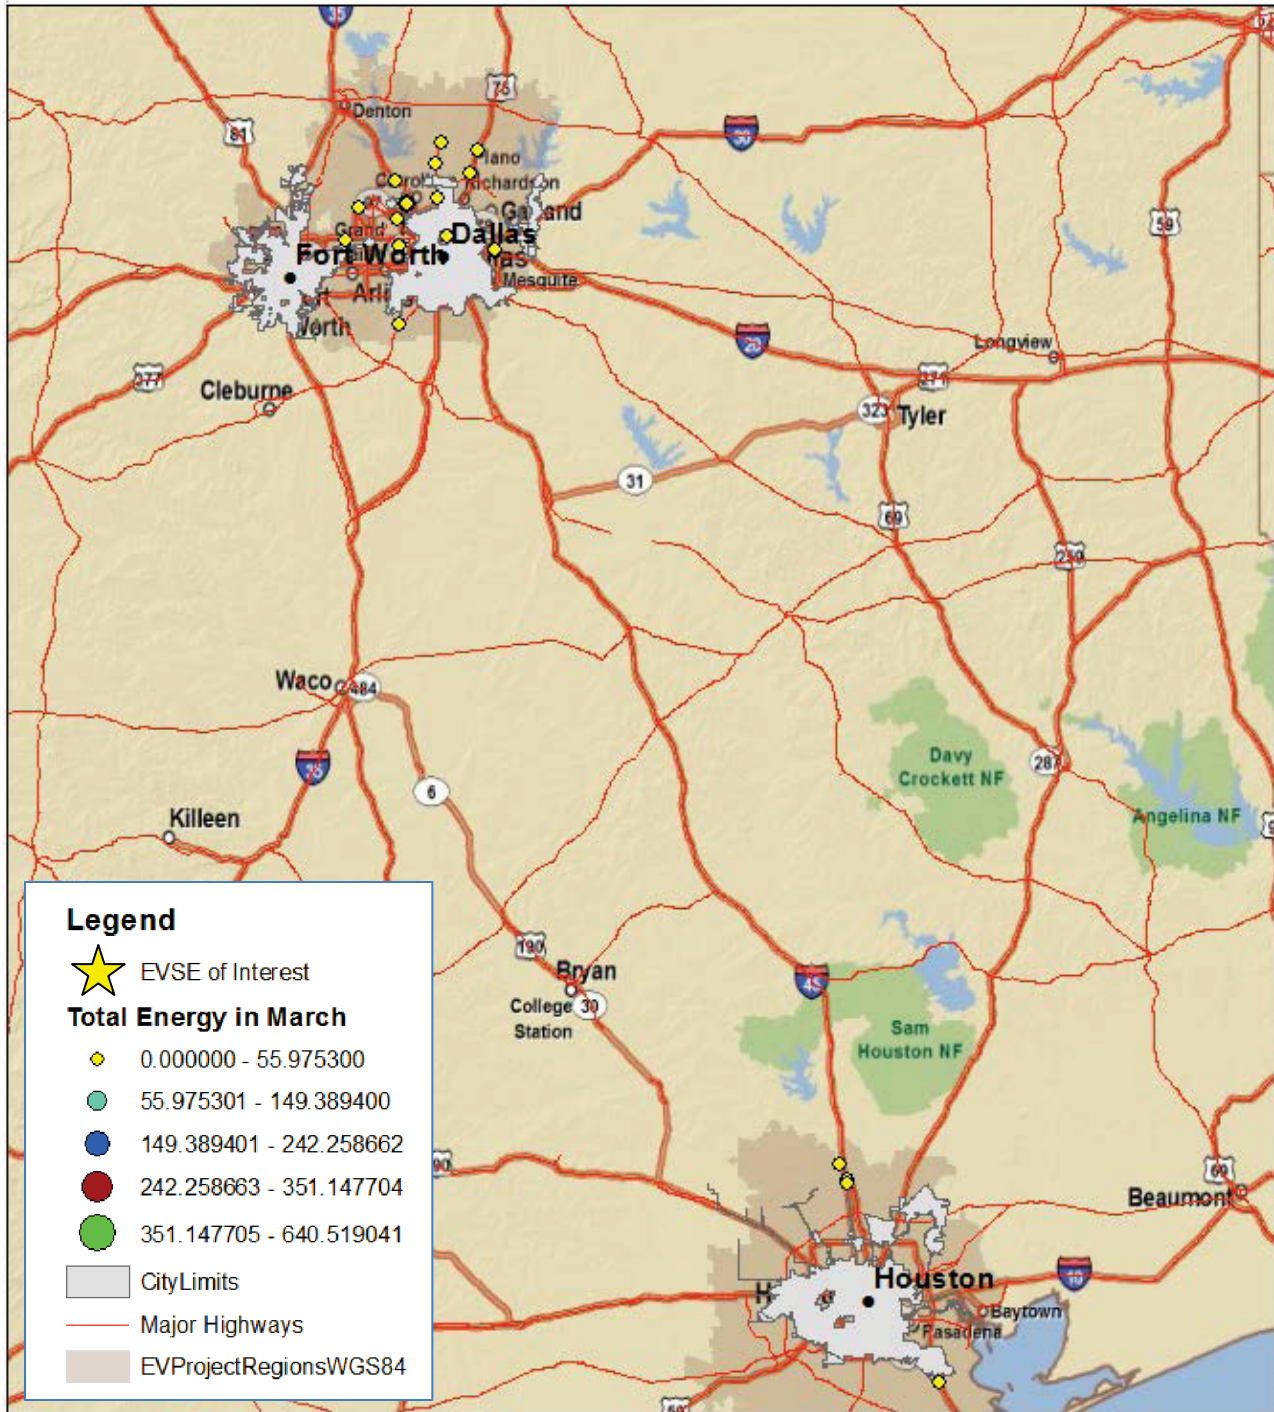 35
75
Denton
81
Plano
30
Richardson
Garland
59
Grand
Dallas
Fort Worth
Mesquite
Worth
20
Longview
377
271
Cleburne
323
Tyler
31
69
259
Waco
484
Davy
Crockett NF
287
35
6
Angelina NF
Killeen
Legend
EVSE of Interest
Total Energy in March
0.000000 - 55.975300
55.975301 - 149.389400
149.389401 - 242.258662
242.258663 - 351.147704
351.147705 - 640.519041
CityLimits
Major Highways
EVProjectRegionsWGS84
190
Bryan
College
Station
30
45
Sam
Houston NF
90
69
Beaumont
Houston
10
Baytown
Pasadena
59